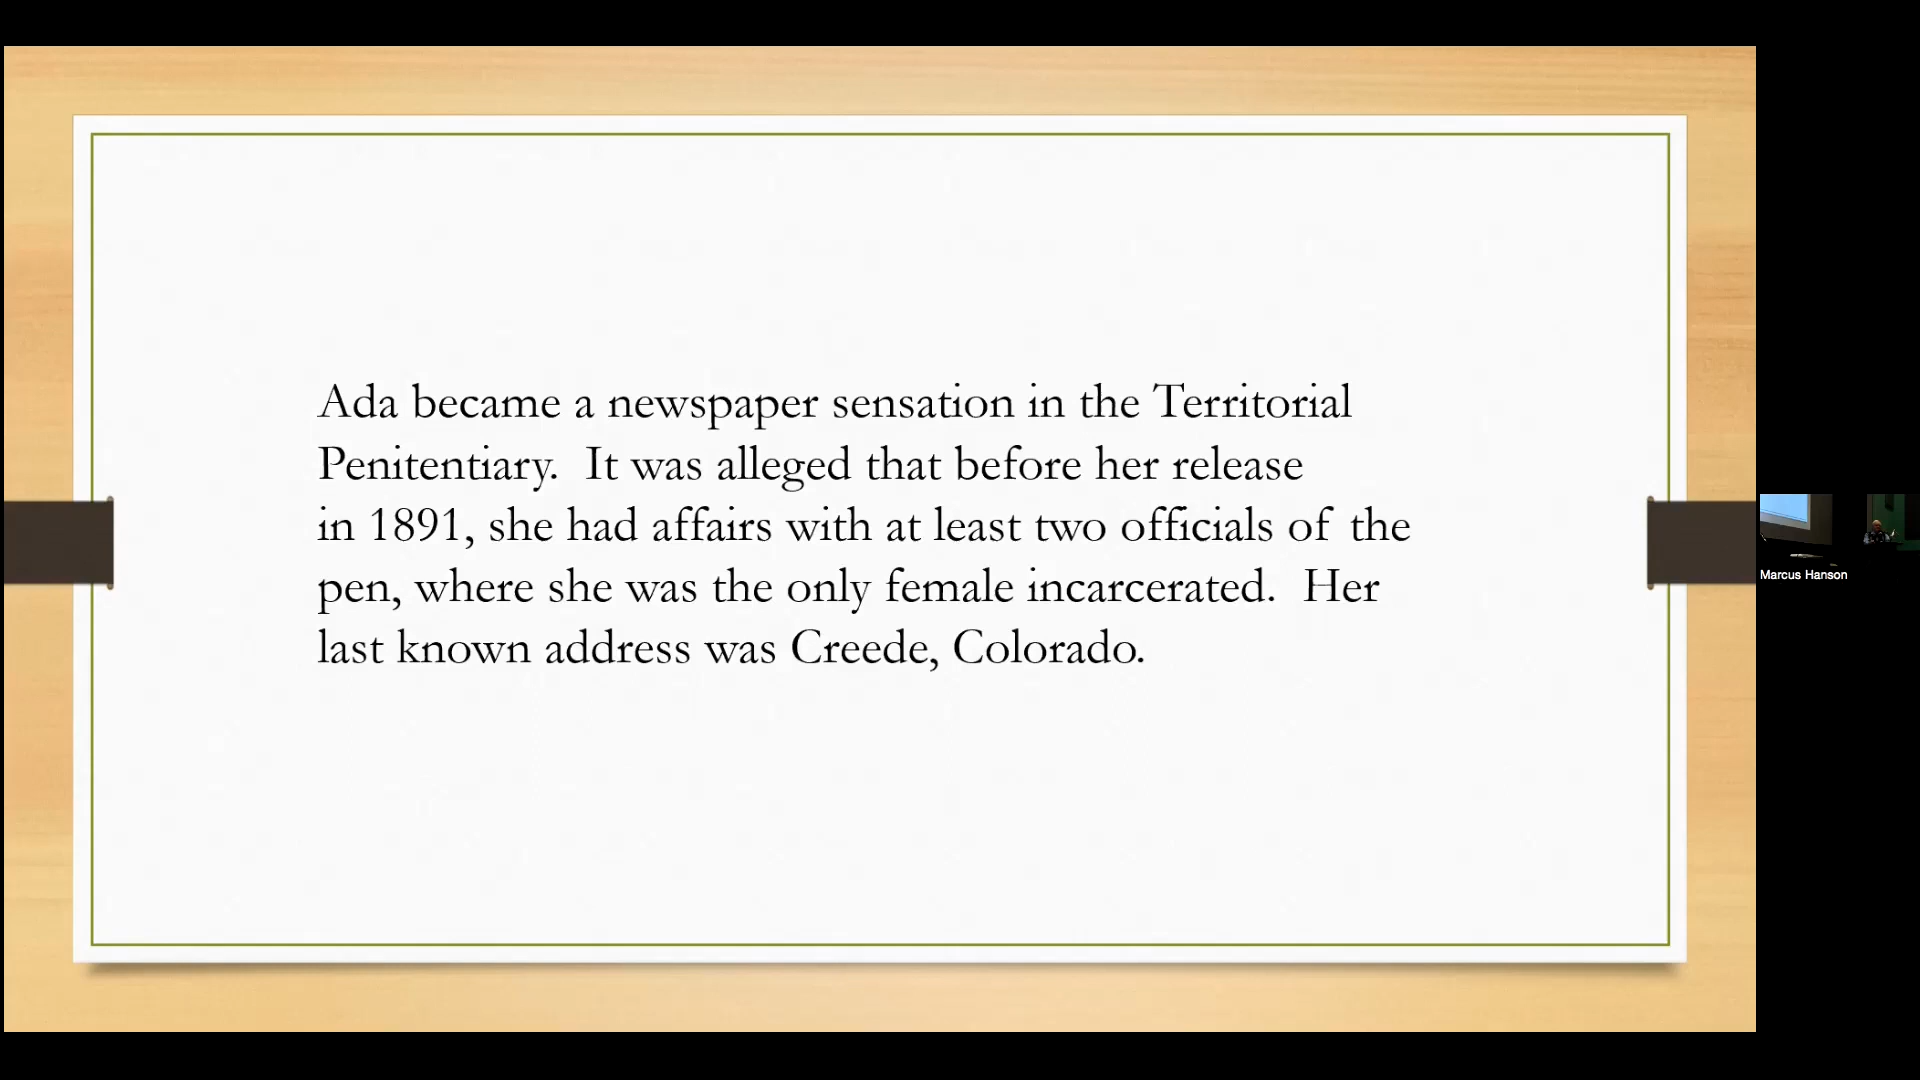 Ada became a newspaper sensation in the Territorial
Penitentiary.  It was alleged that before her release
in 1891, she had affairs with at least two officials of the
pen, where she was the only female incarcerated.  Her
last known address was Creede, Colorado.
Marcus Hanson